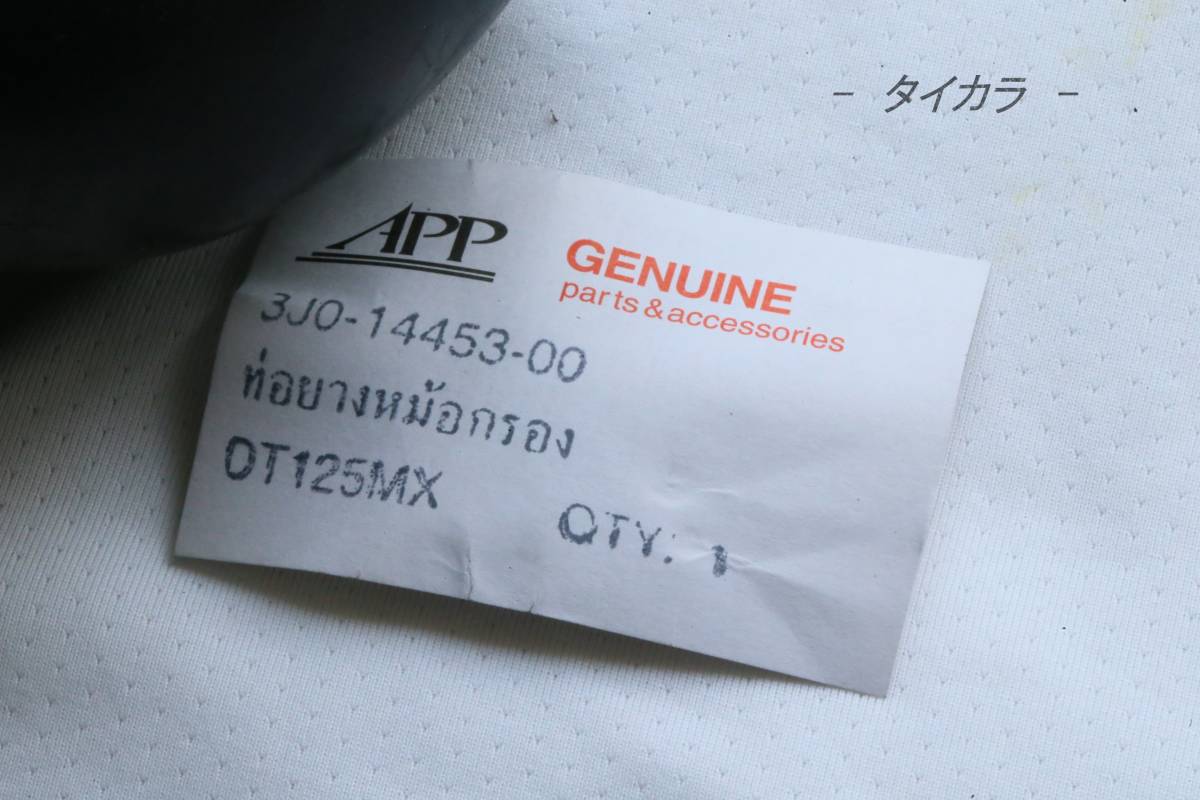 - タイカラ -
APP
GENUINE
parts & accessories
3J0-14453-00
ท่อยางหม้อกรอง
DT125MX
QTY: 1